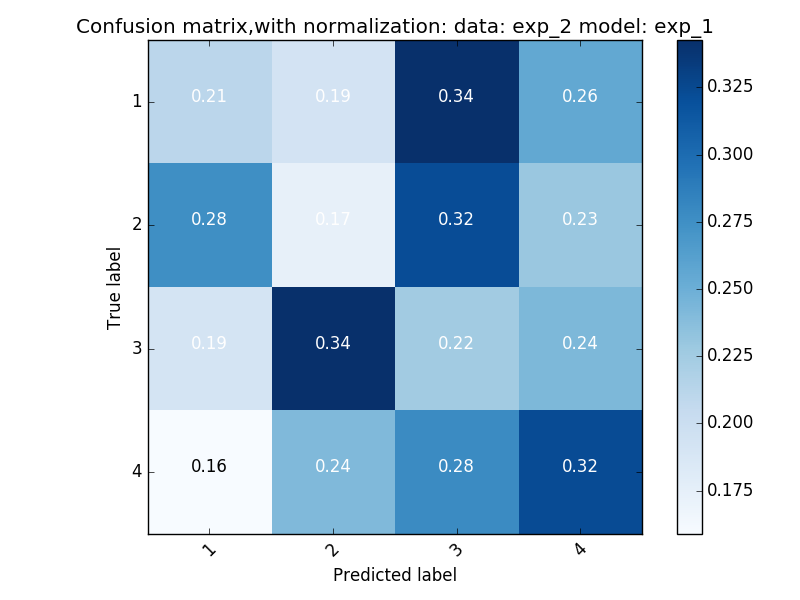 Confusion matrix,with normalization: data: exp_2 model: exp_1
1 0.21 0.19 0.34 0.26
2 0.28 0.17 0.32 0.23
3 0.19 0.34 0.22 0.24
4 0.16 0.24 0.28 0.32
True label
1 2 3 4
Predicted label
0.325
0.300
0.275
0.250
0.225
0.200
0.175